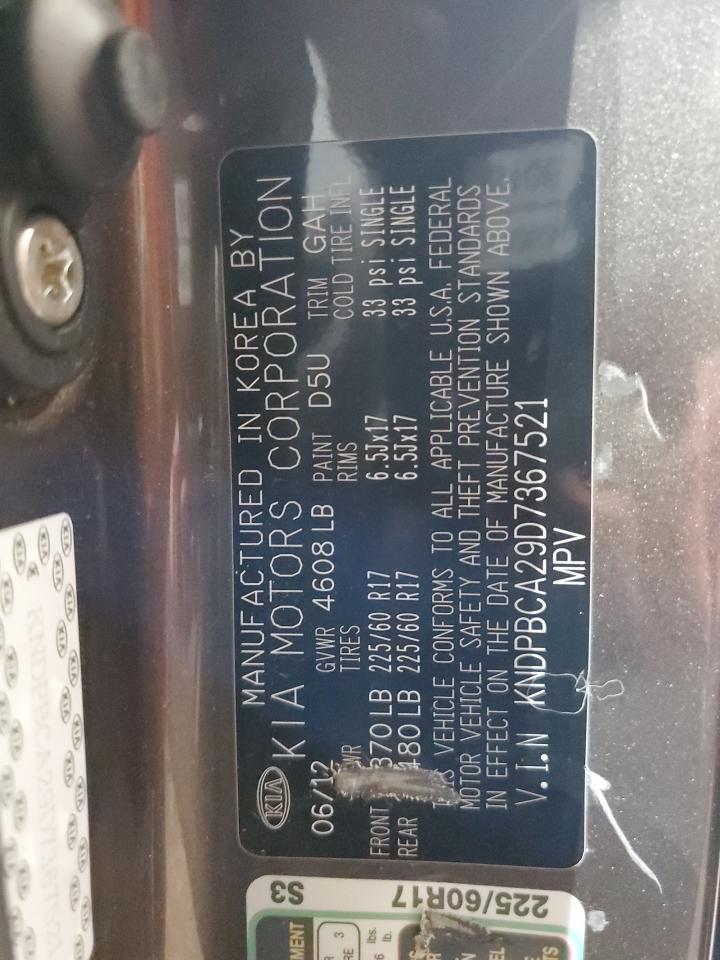 KIA MANUFACTURED IN KOREA BY
KIA MOTORS CORPORATION
06/12 GVWR 4608 LB PAINT D5U TRIM GAH
TIRES RIMS COLD TIRE INFL
FRONT 370 LB 225/60 R17 6.5Jx17 33 psi SINGLE
REAR 480 LB 225/60 R17 6.5Jx17 33 psi SINGLE
VEHICLE CONFORMS TO ALL APPLICABLE U.S.A. FEDERAL
MOTOR VEHICLE SAFETY AND THEFT PREVENTION STANDARDS
IN EFFECT ON THE DATE OF MANUFACTURE SHOWN ABOVE.
V.I.N KNDPBCA29D7367521
MPV
S3
225/60R17